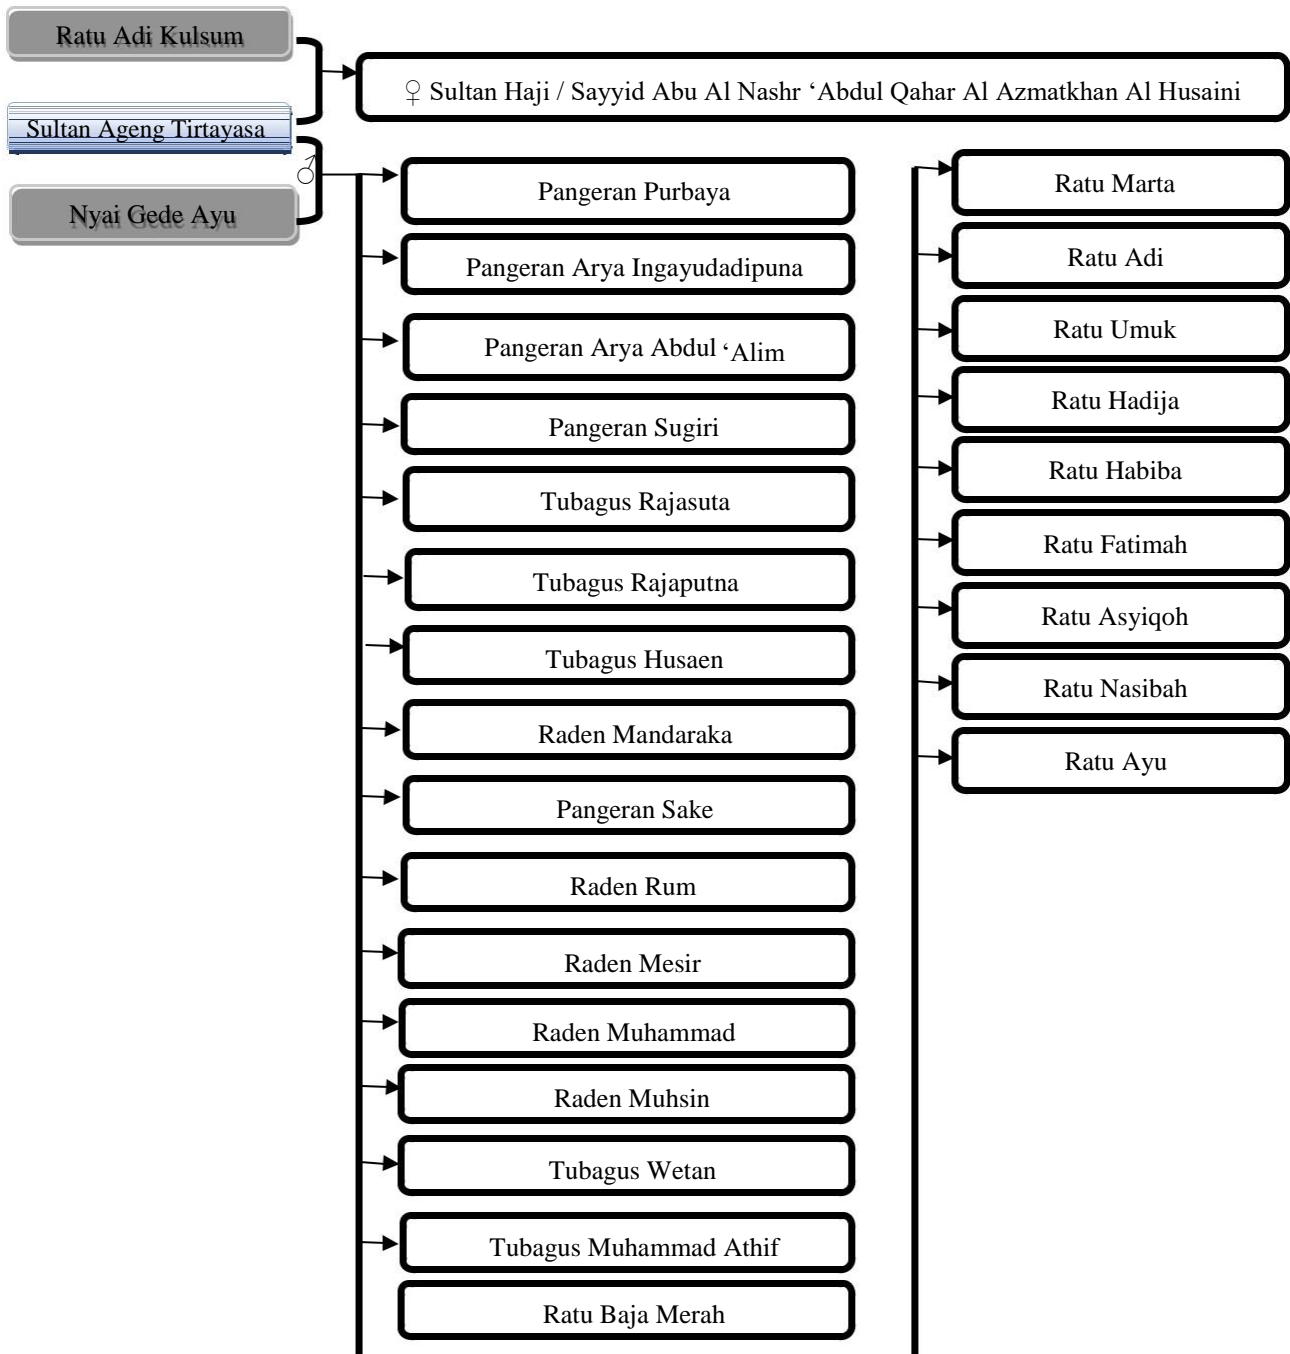 Ratu Adi Kulsum
♀ Sultan Haji / Sayyid Abu Al Nashr ‘Abdul Qahar Al Azmatkhan Al Husaini
Sultan Ageng Tirtayasa
♂
Nyai Gede Ayu
Pangeran Purbaya
Pangeran Arya Ingayudadipuna
Pangeran Arya Abdul ‘Alim
Pangeran Sugiri
Tubagus Rajasuta
Tubagus Rajaputna
Tubagus Husaen
Raden Mandaraka
Pangeran Sake
Raden Rum
Raden Mesir
Raden Muhammad
Raden Muhsin
Tubagus Wetan
Tubagus Muhammad Athif
Ratu Baja Merah
Ratu Marta
Ratu Adi
Ratu Umuk
Ratu Hadija
Ratu Habiba
Ratu Fatimah
Ratu Asyiqoh
Ratu Nasibah
Ratu Ayu